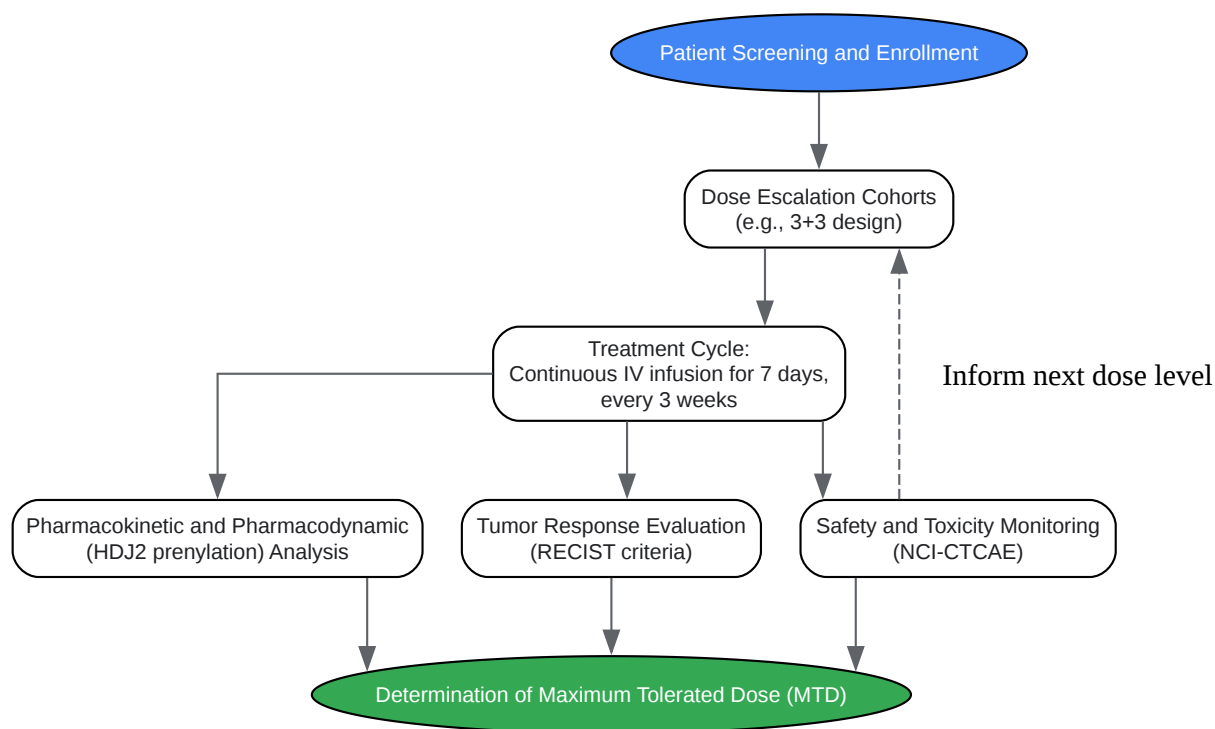 Patient Screening and Enrollment
Dose Escalation Cohorts
(e.g., 3+3 design)
Treatment Cycle:
Continuous IV infusion for 7 days,
every 3 weeks
Inform next dose level
Pharmacokinetic and Pharmacodynamic
(HDJ2 prenylation) Analysis
Tumor Response Evaluation
(RECIST criteria)
Safety and Toxicity Monitoring
(NCI-CTCAE)
Determination of Maximum Tolerated Dose (MTD)